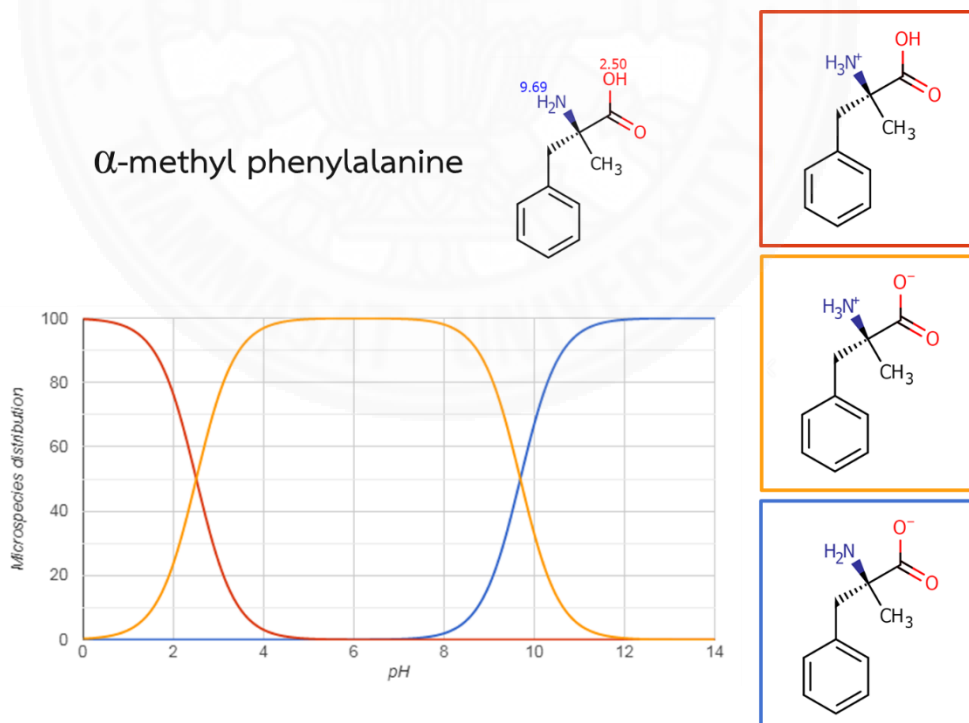 α-methyl phenylalanine
2.50
OH
9.69
H₂N
O
CH₃
OH
H₃N⁺
O
CH₃
O⁻
H₃N⁺
O
CH₃
O⁻
H₂N
O
CH₃
Microspecies distribution
100
80
60
40
20
0
0 2 4 6 8 10 12 14
pH